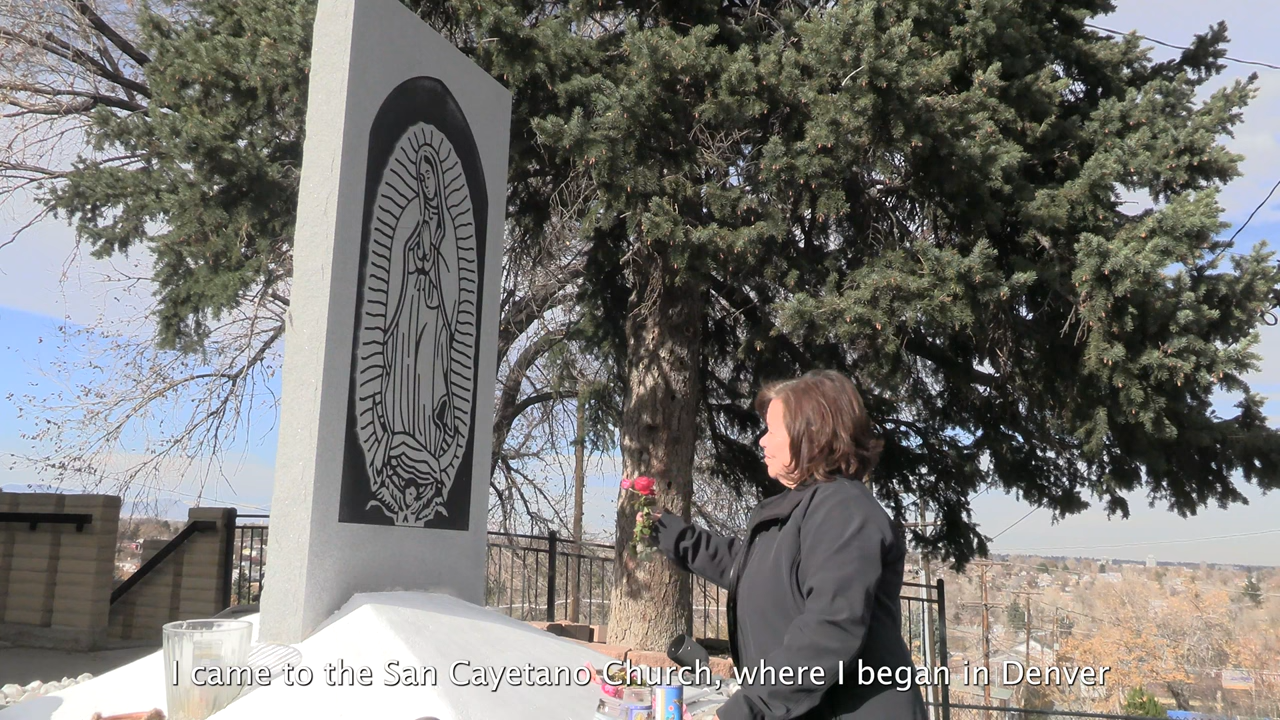 I came to the San Cayetano Church, where I began in Denver